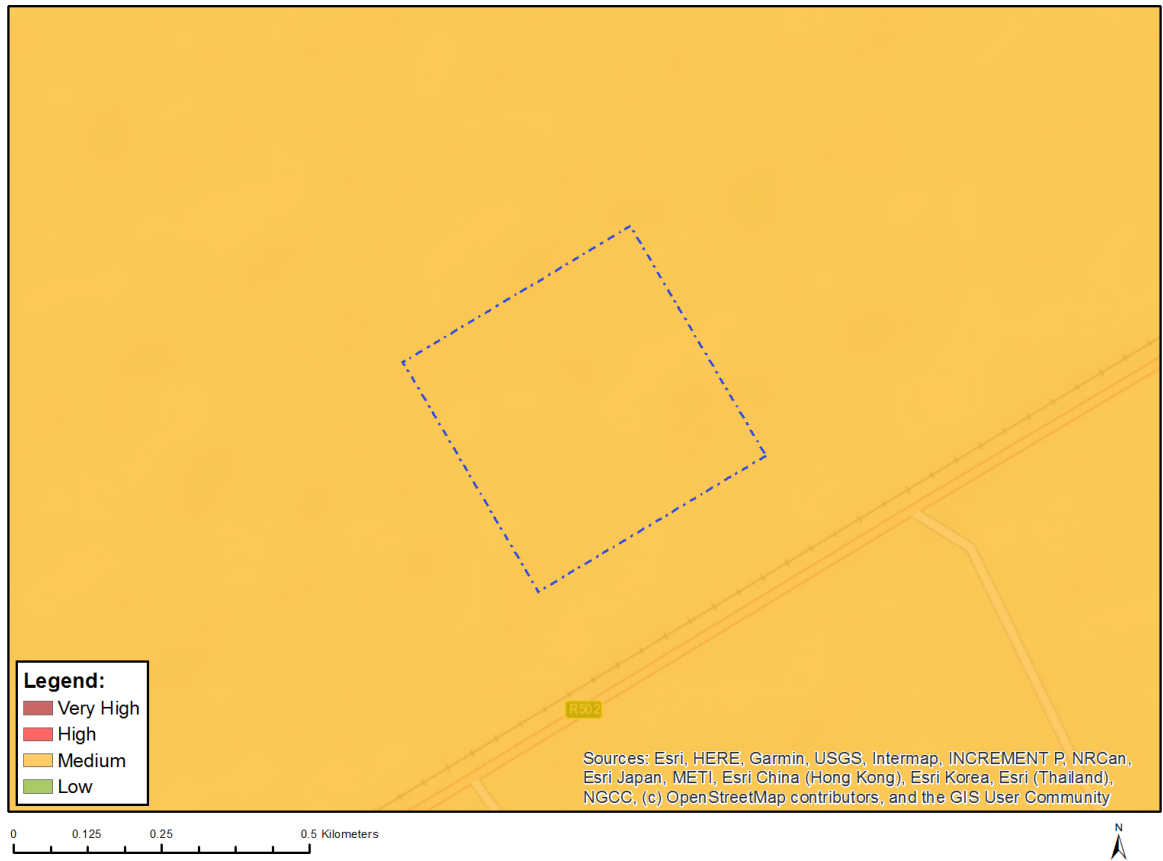 R502
Legend:
Very High
High
Medium
Low
Sources: Esri, HERE, Garmin, USGS, Intermap, INCREMENT P, NRCan,
Esri Japan, METI, Esri China (Hong Kong), Esri Korea, Esri (Thailand),
NGCC, (c) OpenStreetMap contributors, and the GIS User Community
0 0.125 0.25 0.5 Kilometers
N